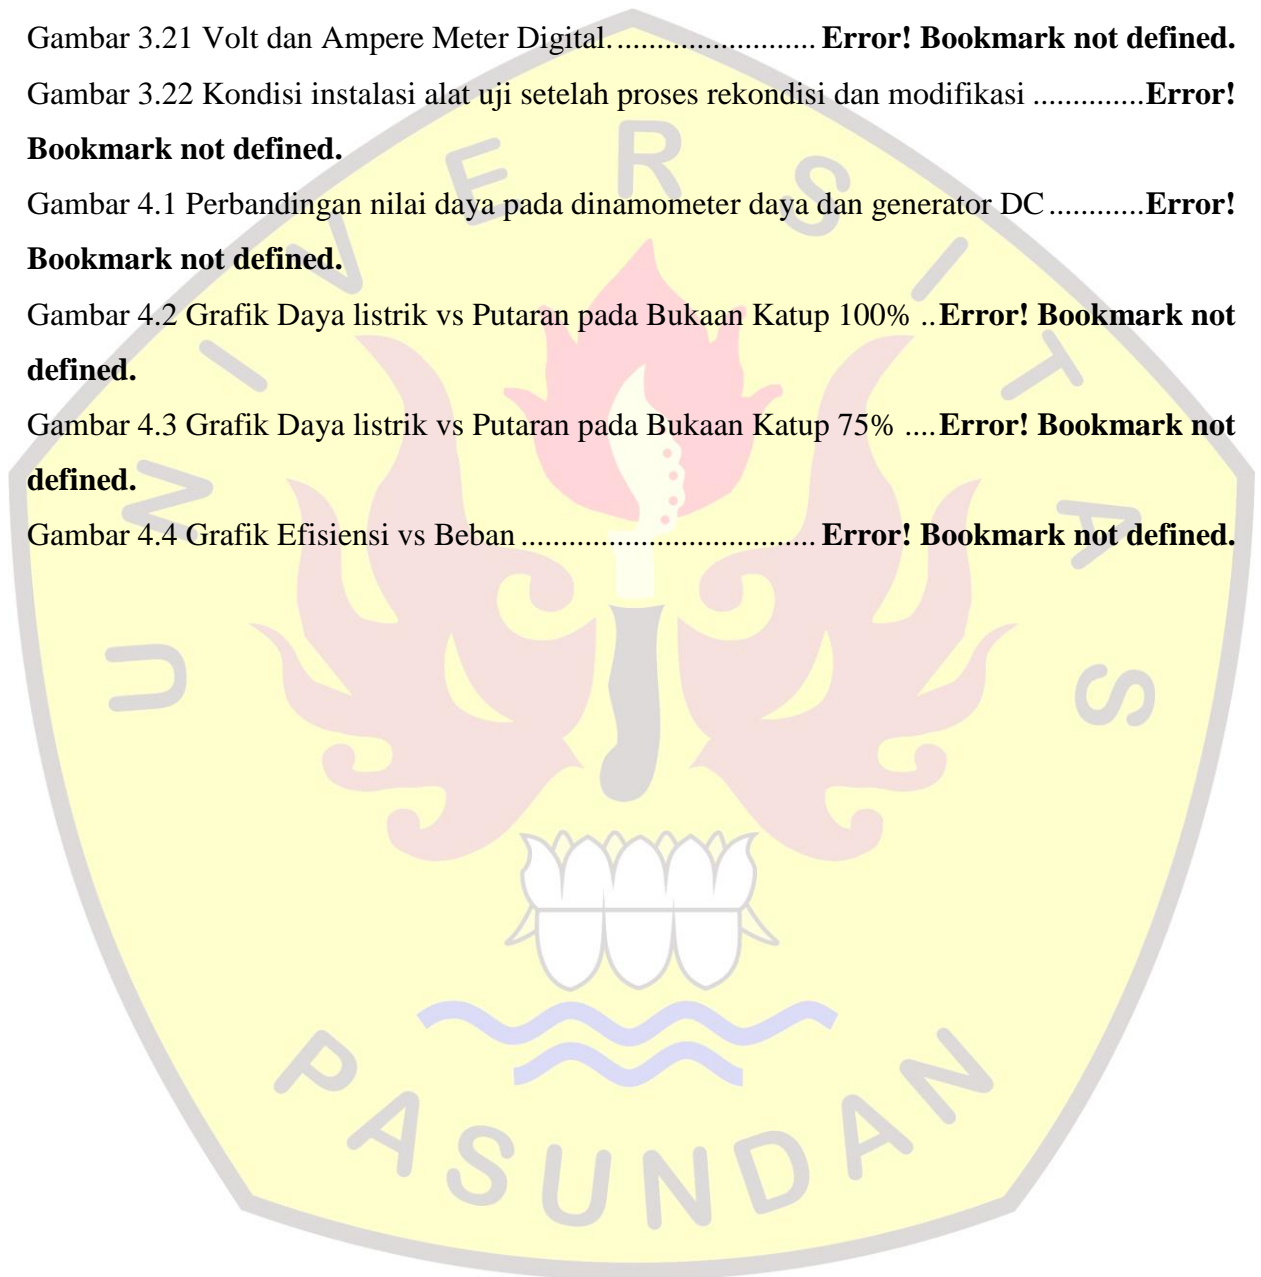 Gambar 3.21 Volt dan Ampere Meter Digital. ......................... Error! Bookmark not defined.
Gambar 3.22 Kondisi instalasi alat uji setelah proses rekondisi dan modifikasi ..............Error!
Bookmark not defined.
Gambar 4.1 Perbandingan nilai daya pada dinamometer daya dan generator DC ............Error!
Bookmark not defined.
Gambar 4.2 Grafik Daya listrik vs Putaran pada Bukaan Katup 100% ..Error! Bookmark not
defined.
Gambar 4.3 Grafik Daya listrik vs Putaran pada Bukaan Katup 75% ....Error! Bookmark not
defined.
Gambar 4.4 Grafik Efisiensi vs Beban ..................................... Error! Bookmark not defined.
UNIVERSITAS
PASUNDAN